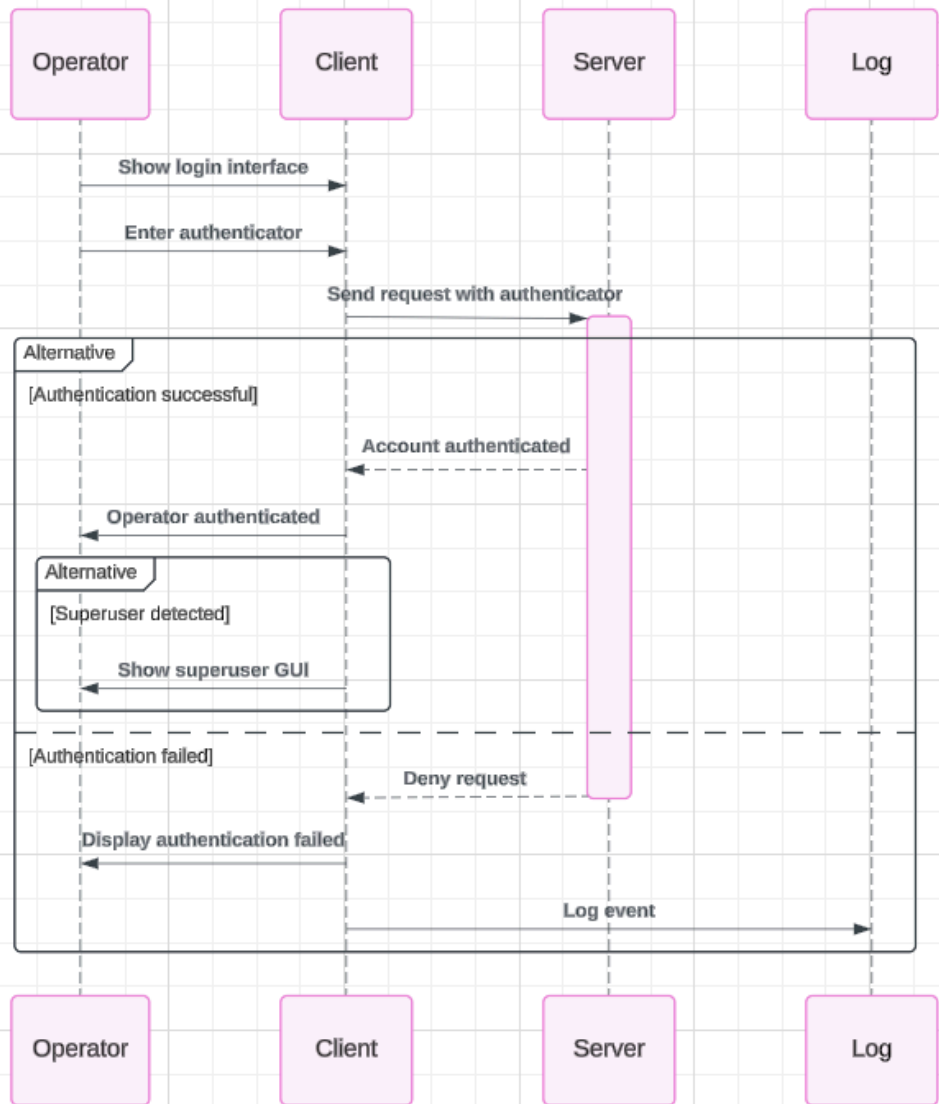 Operator
Client
Server
Log
Show login interface
Enter authenticator
Send request with authenticator
Alternative
[Authentication successful]
Account authenticated
Operator authenticated
Alternative
[Superuser detected]
Show superuser GUI
[Authentication failed]
Deny request
Display authentication failed
Log event
Operator
Client
Server
Log